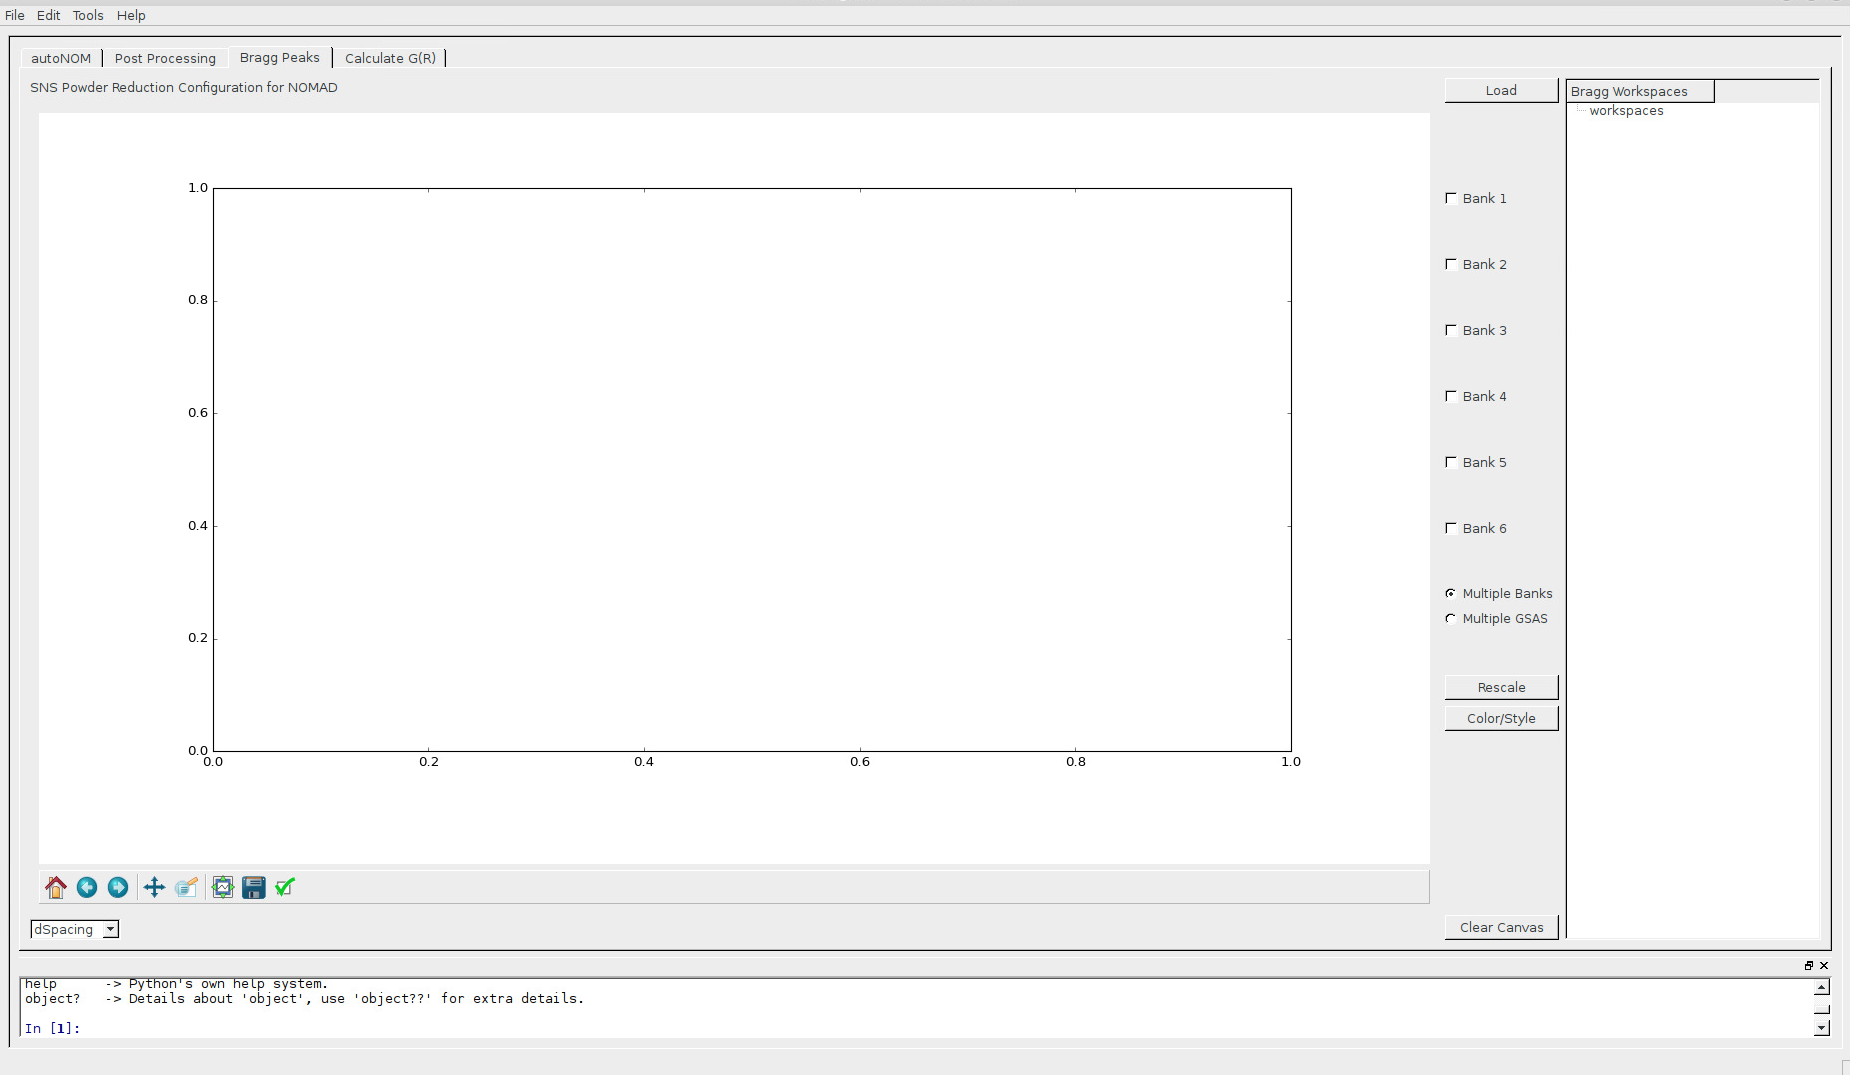 File Edit Tools Help
autoNOM Post Processing Bragg Peaks Calculate G(R)
SNS Powder Reduction Configuration for NOMAD
Load
Bragg Workspaces
workspaces
1.0
0.8
0.6
0.4
0.2
0.0
0.0 0.2 0.4 0.6 0.8 1.0
Bank 1
Bank 2
Bank 3
Bank 4
Bank 5
Bank 6
Multiple Banks
Multiple GSAS
Rescale
Color/Style
Clear Canvas
dSpacing
help -> Python's own help system.
object? -> Details about 'object', use 'object??' for extra details.
In [1]: